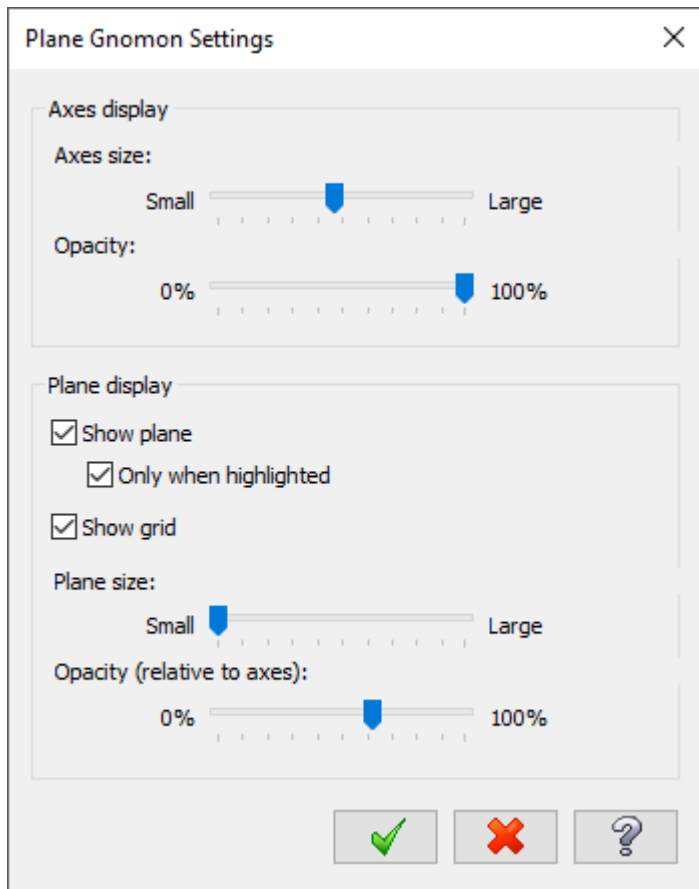 Plane Gnomon Settings
Axes display
Axes size:
Small Large
Opacity:
0% 100%
Plane display
Show plane
Only when highlighted
Show grid
Plane size:
Small Large
Opacity (relative to axes):
0% 100%